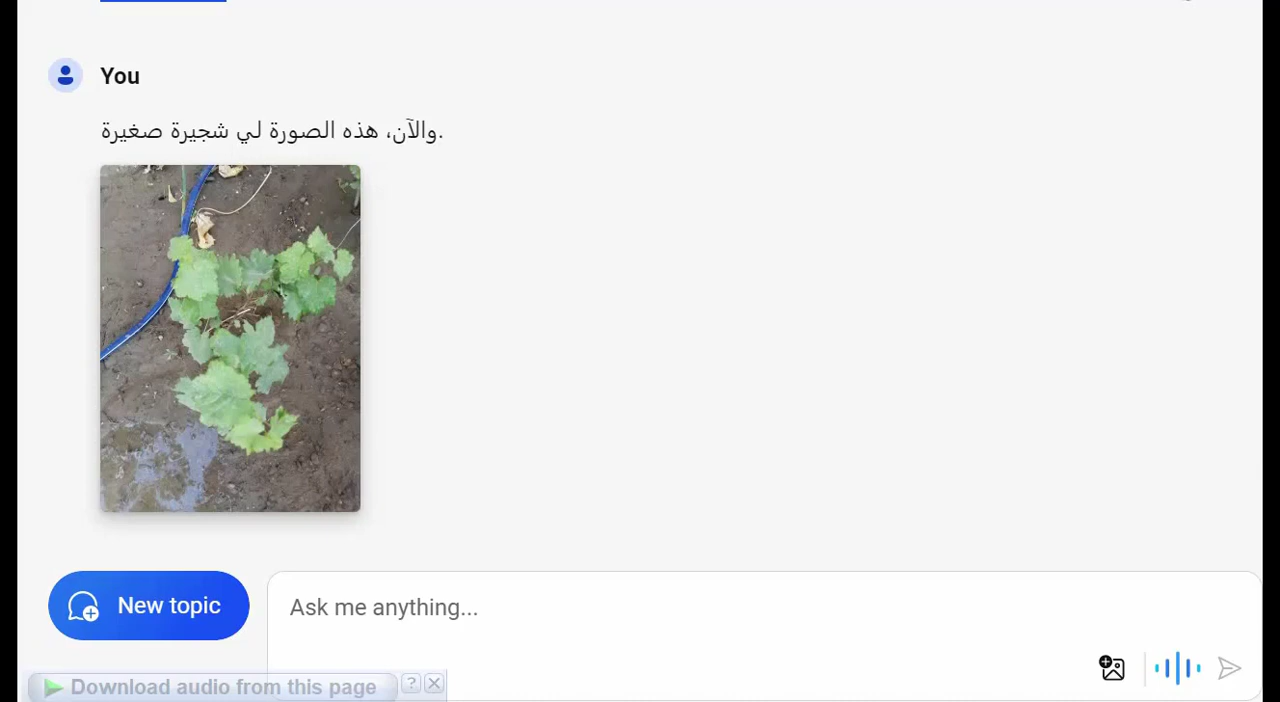 You
والآن، هذه الصورة لي شجيرة صغيرة.
New topic
Ask me anything...
Download audio from this page
?